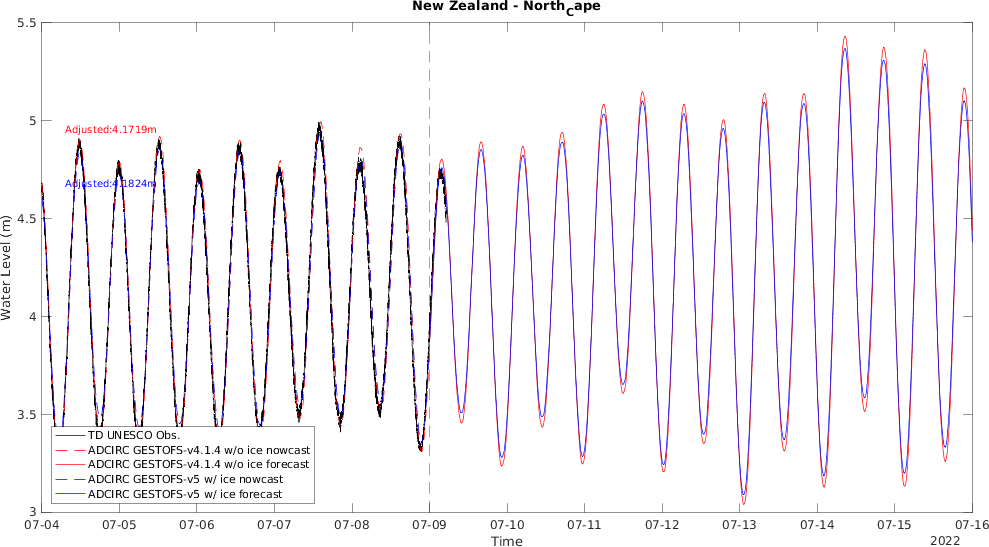 New Zealand - North_Cape
5.5
5
4.5
4
3.5
3
Water Level (m)
Adjusted:4.1719m
Adjusted:4.1824m
TD UNESCO Obs.
ADCIRC GESTOFS-v4.1.4 w/o ice nowcast
ADCIRC GESTOFS-v4.1.4 w/o ice forecast
ADCIRC GESTOFS-v5 w/ ice nowcast
ADCIRC GESTOFS-v5 w/ ice forecast
07-04 07-05 07-06 07-07 07-08 07-09 07-10 07-11 07-12 07-13 07-14 07-15 07-16
Time
2022